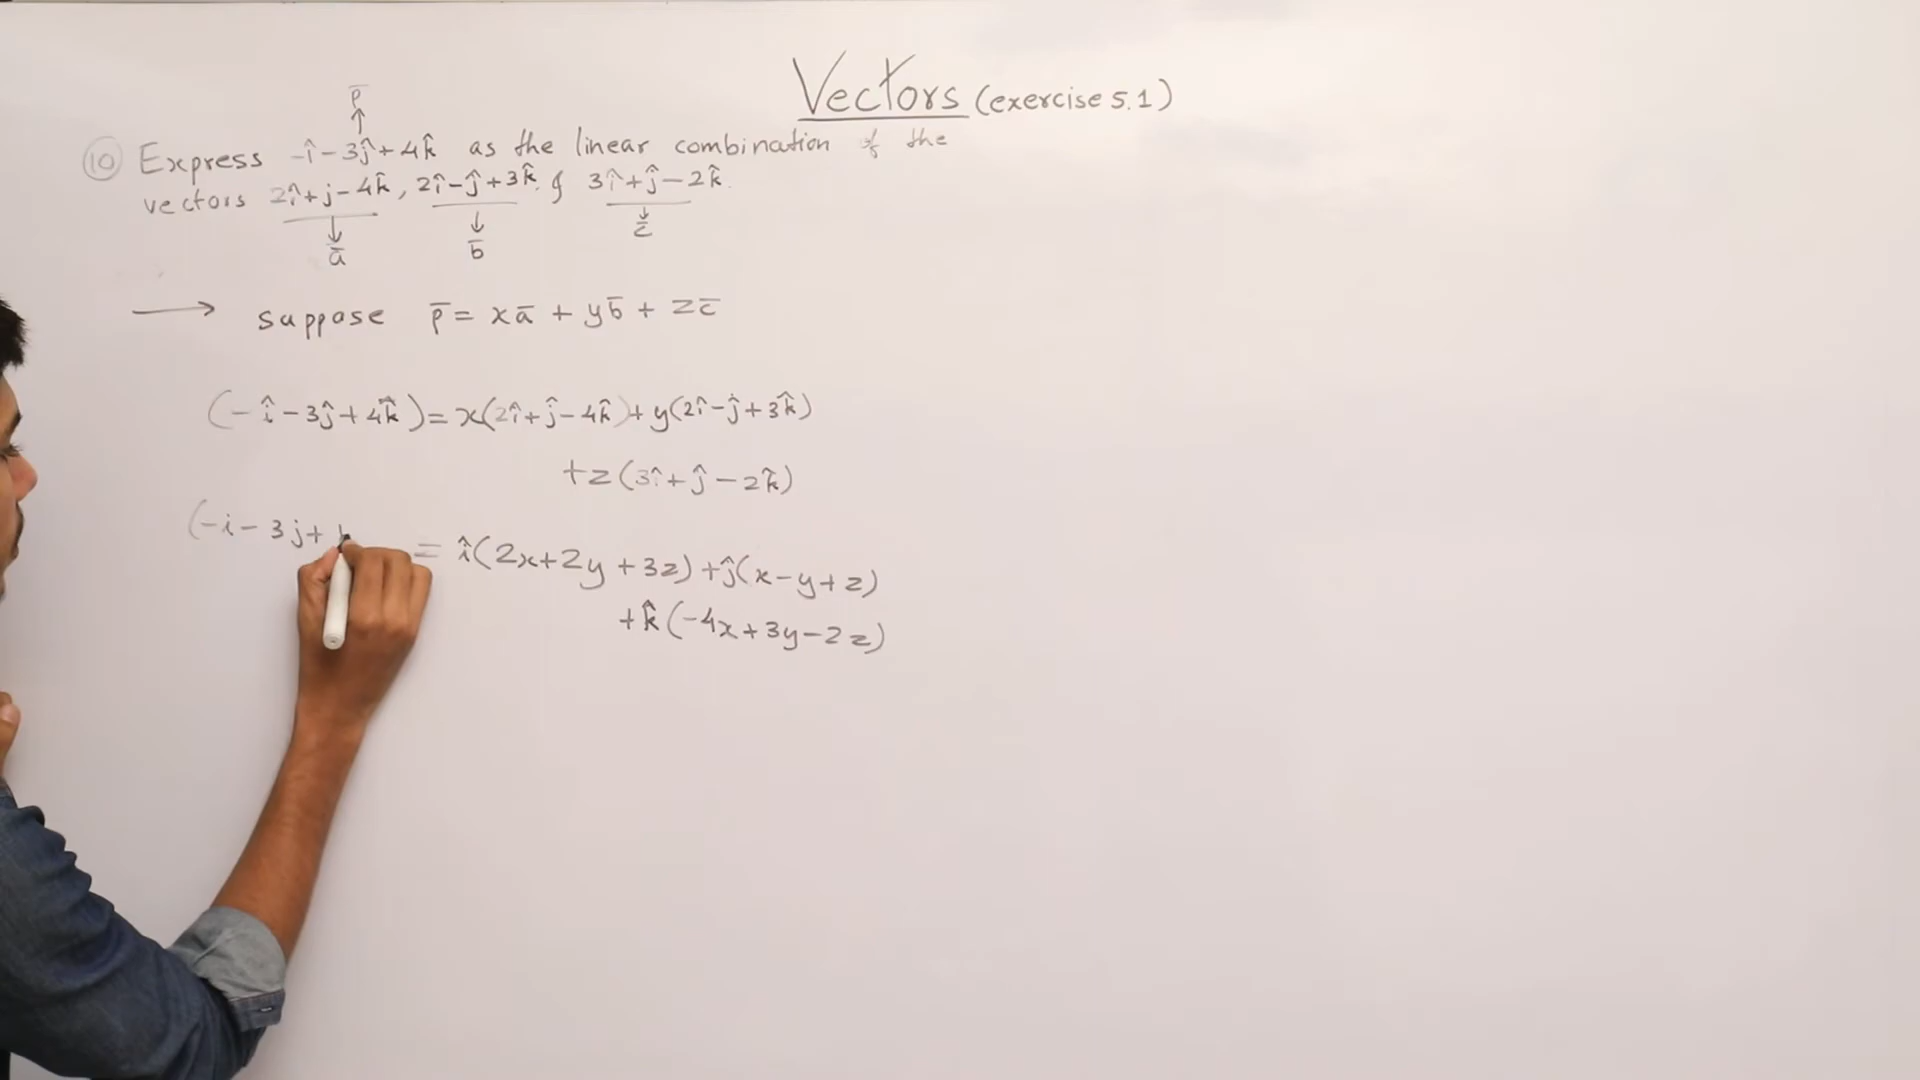 Vectors (exercise 5.1)
p̄
↑
⑩ Express -î-3ĵ+4k̂ as the linear combination of the
vectors 2î+j-4k̂, 2î-ĵ+3k̂, & 3î+ĵ-2k̂.
↓ ↓ ↓
ā b̄ c̄
→ suppose p̄ = xā + yb̄ + zc̄
(-î-3ĵ+4k̂)= x(2î+ĵ-4k̂)+y(2î-ĵ+3k̂)
+z(3î+ĵ-2k̂)
(-i-3j+ = î(2x+2y+3z)+ĵ(x-y+z)
+k̂(-4x+3y-2z)